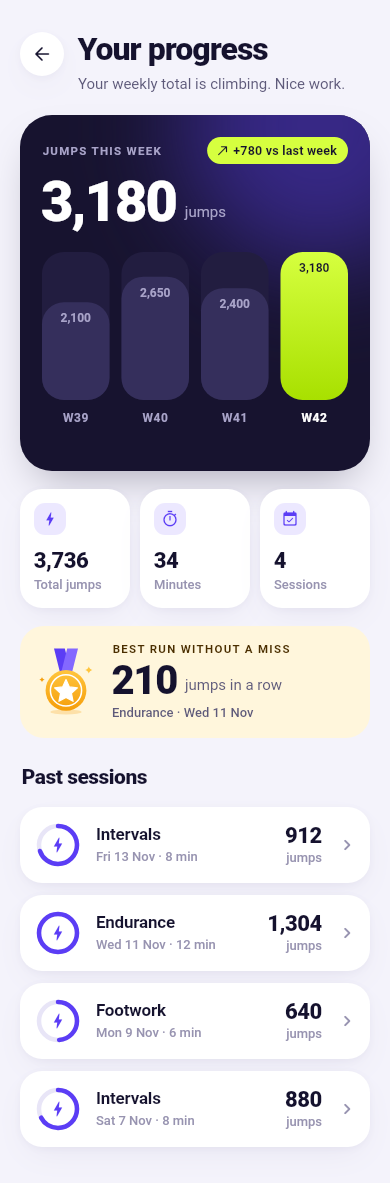 Your progress
Your weekly total is climbing. Nice work.
JUMPS THIS WEEK
+780 vs last week
3,180 jumps
2,100
2,650
2,400
3,180
W39
W40
W41
W42
3,736
Total jumps
34
Minutes
4
Sessions
BEST RUN WITHOUT A MISS
210 jumps in a row
Endurance · Wed 11 Nov
Past sessions
Intervals
Fri 13 Nov · 8 min
912
jumps
Endurance
Wed 11 Nov · 12 min
1,304
jumps
Footwork
Mon 9 Nov · 6 min
640
jumps
Intervals
Sat 7 Nov · 8 min
880
jumps